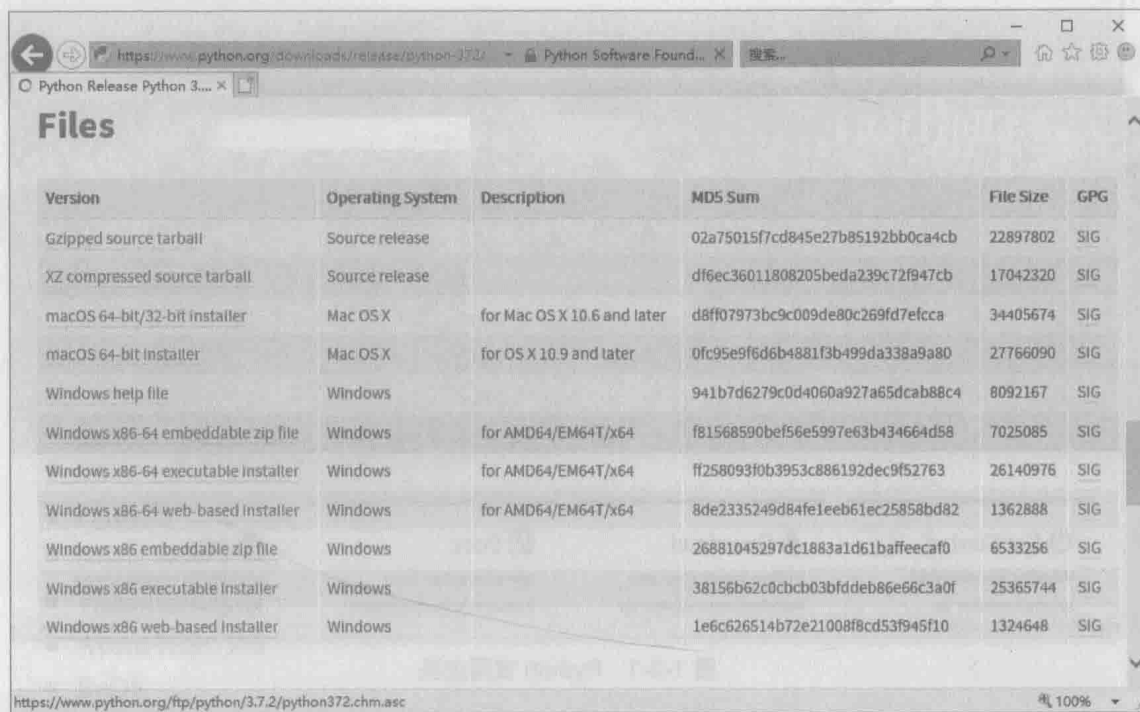 https://www.python.org/downloads/release/python-372/
Python Software Found...
搜索...
Python Release Python 3....
Files
Version Operating System Description MD5 Sum File Size GPG
Gzipped source tarball Source release 02a75015f7cd845e27b85192bb0ca4cb 22897802 SIG
XZ compressed source tarball Source release df6ec36011808205beda239c72f947cb 17042320 SIG
macOS 64-bit/32-bit installer Mac OS X for Mac OS X 10.6 and later d8ff07973bc9c009de80c269fd7efcca 34405674 SIG
macOS 64-bit installer Mac OS X for OS X 10.9 and later 0fc95e9f6d6b4881f3b499da338a9a80 27766090 SIG
Windows help file Windows 941b7d6279c0d4060a927a65dcab88c4 8092167 SIG
Windows x86-64 embeddable zip file Windows for AMD64/EM64T/x64 f81568590bef56e5997e63b434664d58 7025085 SIG
Windows x86-64 executable installer Windows for AMD64/EM64T/x64 ff258093f0b3953c886192dec9f52763 26140976 SIG
Windows x86-64 web-based installer Windows for AMD64/EM64T/x64 8de2335249d84fe1eeb61ec25858bd82 1362888 SIG
Windows x86 embeddable zip file Windows 26881045297dc1883a1d61baffeecaf0 6533256 SIG
Windows x86 executable installer Windows 38156b62c0cbcb03bfddeb86e66c3a0f 25365744 SIG
Windows x86 web-based installer Windows 1e6c626514b72e21008f8cd53f945f10 1324648 SIG
https://www.python.org/ftp/python/3.7.2/python372.chm.asc
100%